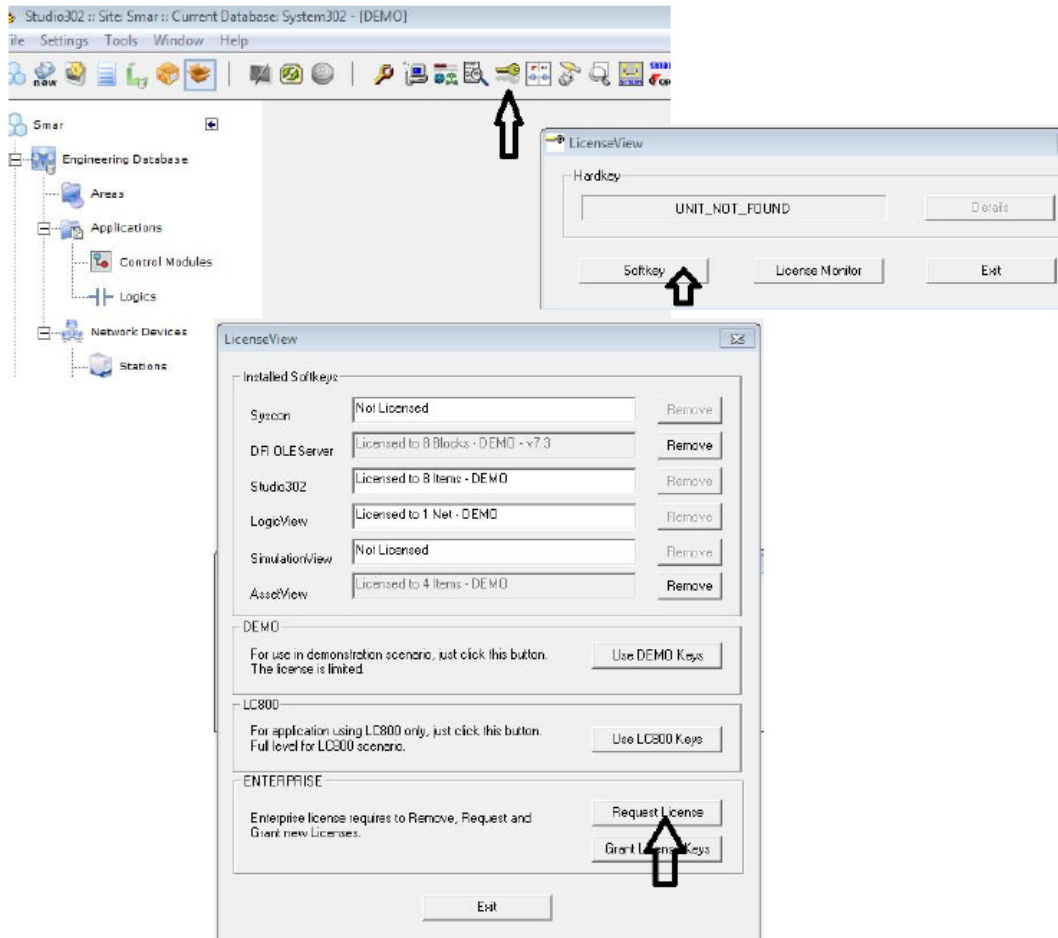 Studio302 :: Site: Smar :: Current Database: System302 - [DEMO]
ile Settings Tools Window Help
new
Smar
Engineering Database
Areas
Applications
Control Modules
Logics
Network Devices
Stations
LicenseView
Hardkey
UNIT_NOT_FOUND
Details
Softkey
License Monitor
Exit
LicenseView
Installed Softkeys
Syscon
Not Licensed
Remove
DFI OLE Server
Licensed to 8 Blocks - DEMO - v7.3
Remove
Studio302
Licensed to 8 Items - DEMO
Remove
LogicView
Licensed to 1 Net - DEMO
Remove
SimulationView
Not Licensed
Remove
AssetView
Licensed to 4 Items - DEMO
Remove
DEMO
For use in demonstration scenario, just click this button.
The license is limited.
Use DEMO Keys
LC800
For application using LC800 only, just click this button.
Full level for LC800 scenario.
Use LC800 Keys
ENTERPRISE
Enterprise license requires to Remove, Request and
Grant new Licenses.
Request License
Grant License Keys
Exit